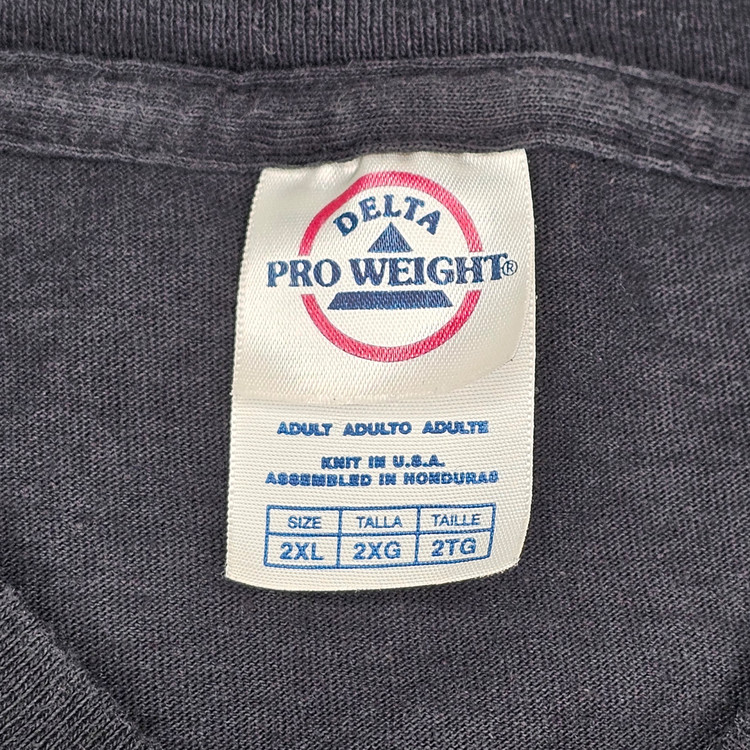 DELTA
PRO WEIGHT®
ADULT ADULTO ADULTE
KNIT IN U.S.A.
ASSEMBLED IN HONDURAS
SIZE TALLA TAILLE
2XL 2XG 2TG